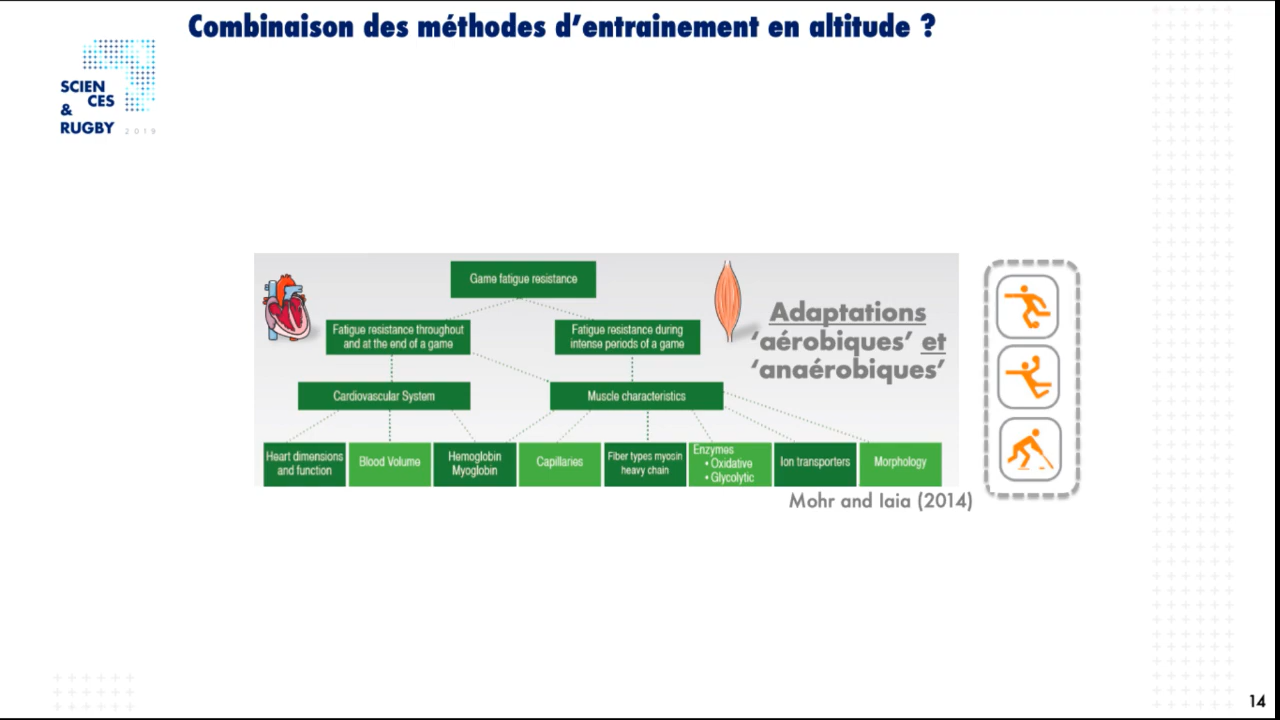 Combinaison des méthodes d'entrainement en altitude ?
SCIEN
CES
&
RUGBY 2019
Game fatigue resistance
Fatigue resistance throughout
and at the end of a game
Fatigue resistance during
intense periods of a game
Adaptations
'aérobiques' et
'anaérobiques'
Cardiovascular System
Muscle characteristics
Heart dimensions
and function
Blood Volume
Hemoglobin
Myoglobin
Capillaries
Fiber types myosin
heavy chain
Enzymes
• Oxidative
• Glycolytic
Ion transporters
Morphology
Mohr and Iaia (2014)
14